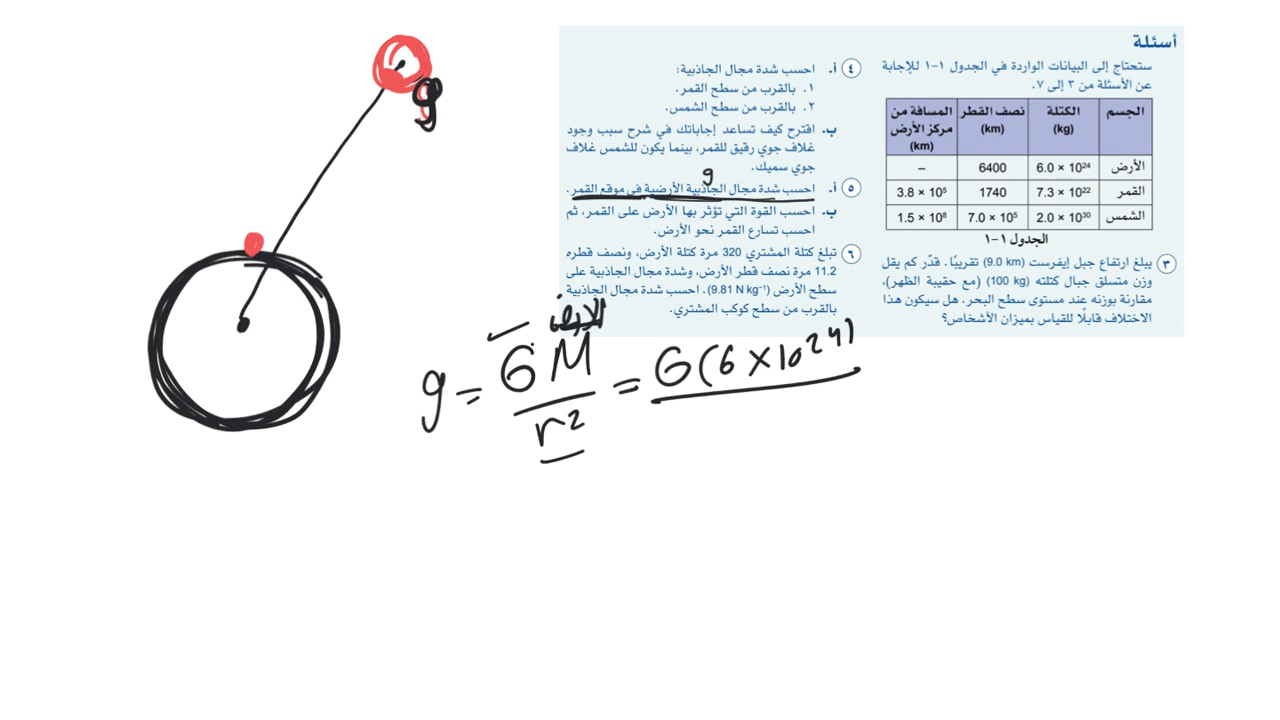 أسئلة
ستحتاج إلى البيانات الواردة في الجدول ١-١ للإجابة
عن الأسئلة من ٣ إلى ٧.
الجسم الكتلة (kg) نصف القطر (km) المسافة من مركز الأرض (km)
الأرض 6.0 × 10²⁴ 6400 –
القمر 7.3 × 10²² 1740 3.8 × 10⁵
الشمس 2.0 × 10³⁰ 7.0 × 10⁵ 1.5 × 10⁸
الجدول ١-١
٣ يبلغ ارتفاع جبل إيفرست (9.0 km) تقريبًا. قدّر كم يقل
وزن متسلق جبال كتلته (100 kg) (مع حقيبة الظهر)،
مقارنة بوزنه عند مستوى سطح البحر. هل سيكون هذا
الاختلاف قابلًا للقياس بميزان الأشخاص؟
٤ أ. احسب شدة مجال الجاذبية:
١. بالقرب من سطح القمر.
٢. بالقرب من سطح الشمس.
ب. اقترح كيف تساعد إجاباتك في شرح سبب وجود
غلاف جوي رقيق للقمر، بينما يكون للشمس غلاف
جوي سميك.
g
٥ أ. احسب شدة مجال الجاذبية الأرضية في موقع القمر.
ب. احسب القوة التي تؤثر بها الأرض على القمر، ثم
احسب تسارع القمر نحو الأرض.
٦ تبلغ كتلة المشتري 320 مرة كتلة الأرض، ونصف قطره
11.2 مرة نصف قطر الأرض، وشدة مجال الجاذبية على
سطح الأرض (9.81 N kg⁻¹). احسب شدة مجال الجاذبية
بالقرب من سطح كوكب المشتري.
g
الارض
g = G M / r² = G (6 × 10²⁴)